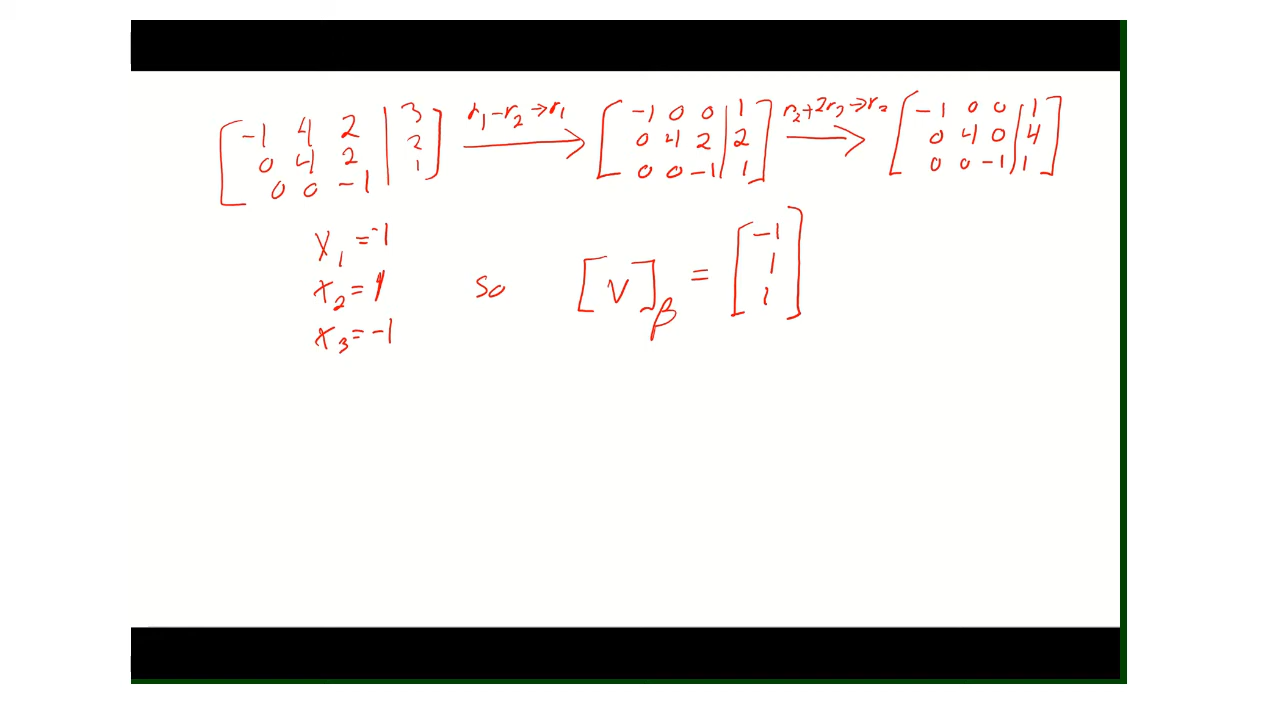 [-1 4 2 | 3] r₁-r₂→r₁ [-1 0 0 | 1] r₂+2r₃→r₂ [-1 0 0 | 1]
[0 4 2 | 2] [0 4 2 | 2] [0 4 0 | 4]
[0 0 -1 | 1] [0 0 -1 | 1] [0 0 -1 | 1]
x₁ = -1 [-1]
x₂ = 1 so [v]_β = [1]
x₃ = -1 [1]